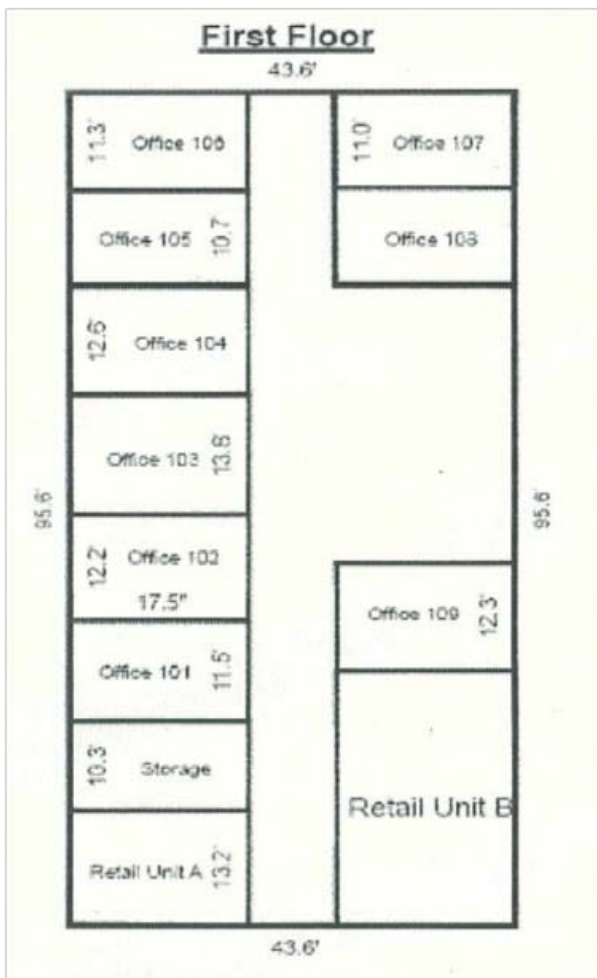 First Floor
43.6'
11.3'
Office 106
11.0'
Office 107
Office 105
10.7'
Office 108
12.6'
Office 104
Office 103
13.8'
95.6'
95.6'
12.2'
Office 102
17.5"
Office 109
12.3'
Office 101
11.5'
10.3'
Storage
Retail Unit B
Retail Unit A
13.2'
43.6'